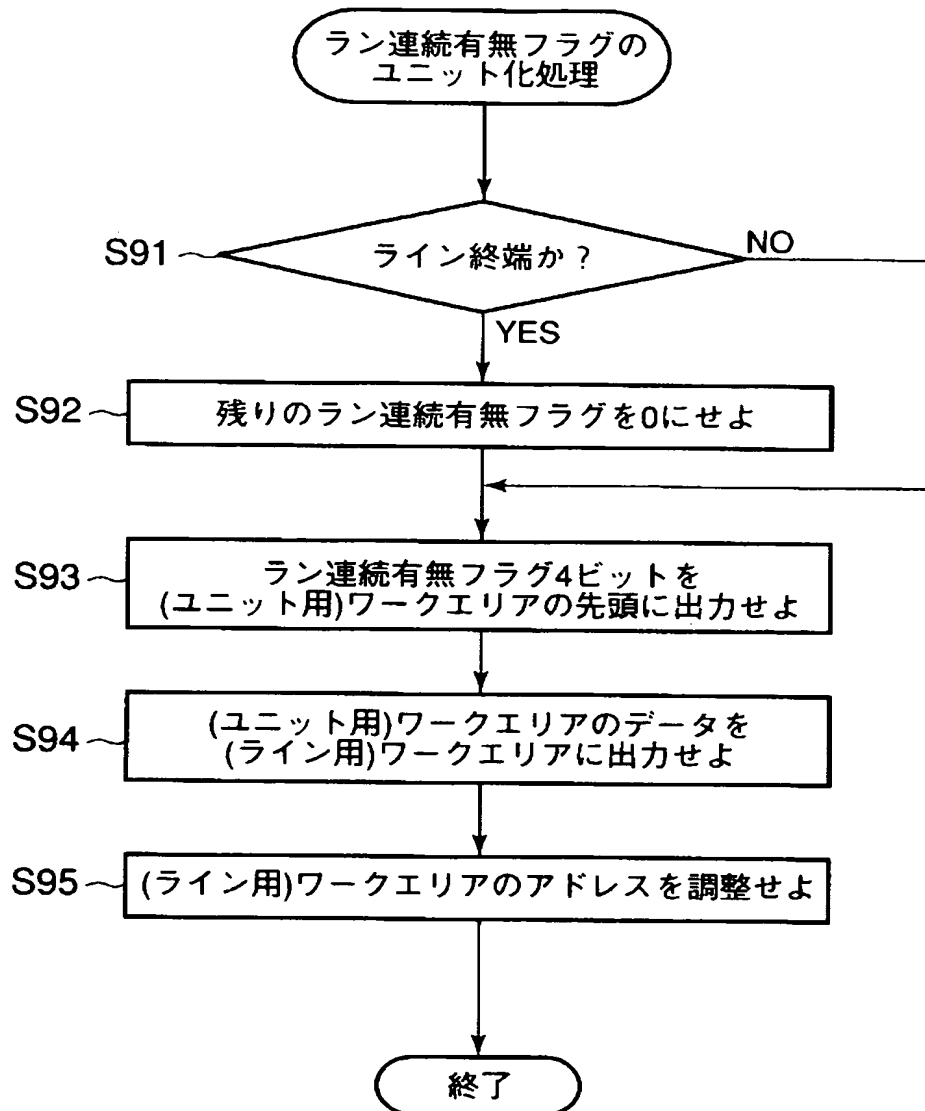 ラン連続有無フラグの
ユニット化処理
S91
ライン終端か?
NO
YES
S92
残りのラン連続有無フラグを0にせよ
S93
ラン連続有無フラグ4ビットを
(ユニット用)ワークエリアの先頭に出力せよ
S94
(ユニット用)ワークエリアのデータを
(ライン用)ワークエリアに出力せよ
S95
(ライン用)ワークエリアのアドレスを調整せよ
終了